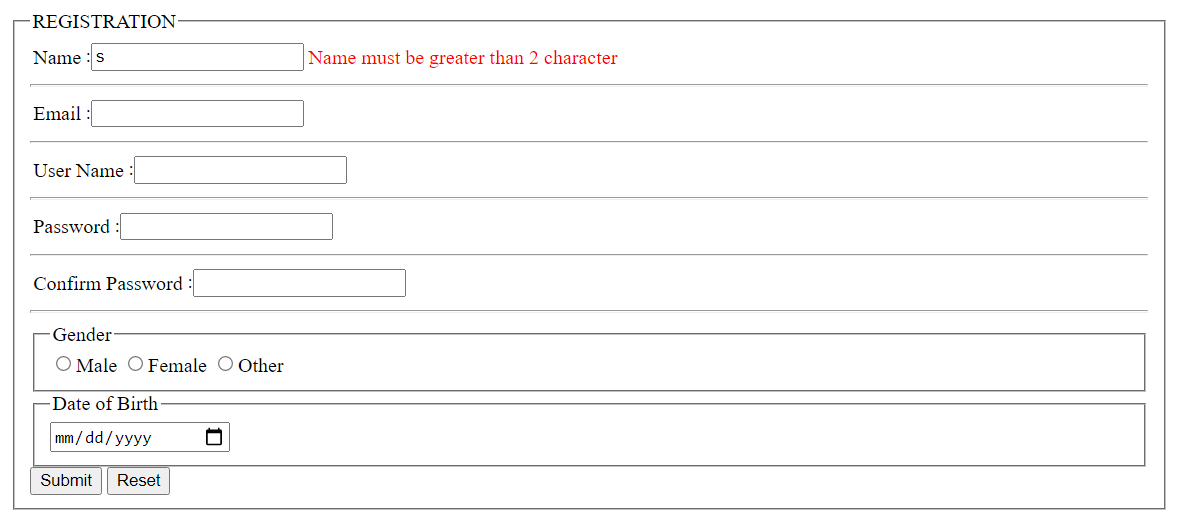 REGISTRATION
Name :s Name must be greater than 2 character
Email :
User Name :
Password :
Confirm Password :
Gender
Male Female Other
Date of Birth
mm/dd/yyyy
Submit Reset